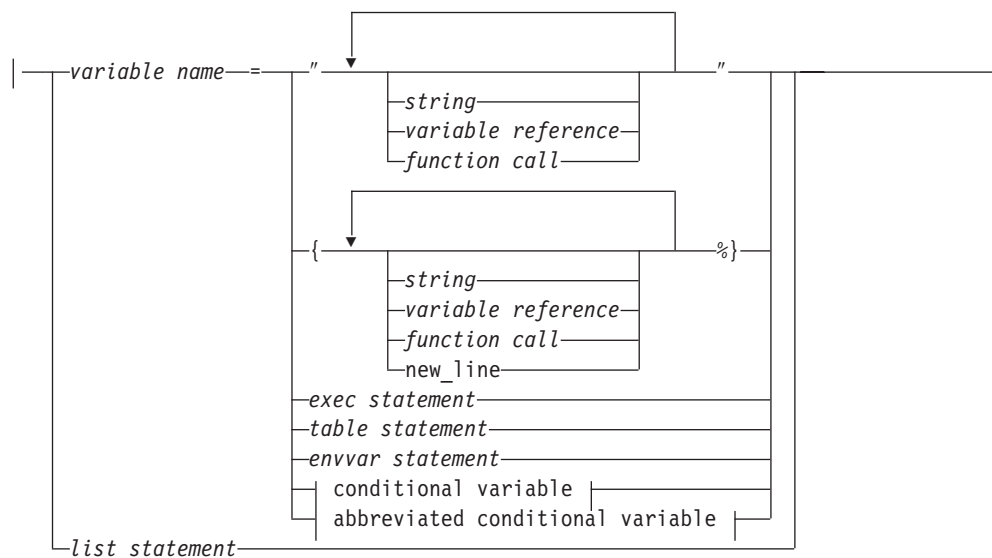 variable name = " "
string
variable reference
function call
{ %}
string
variable reference
function call
new_line
exec statement
table statement
envvar statement
conditional variable
abbreviated conditional variable
list statement